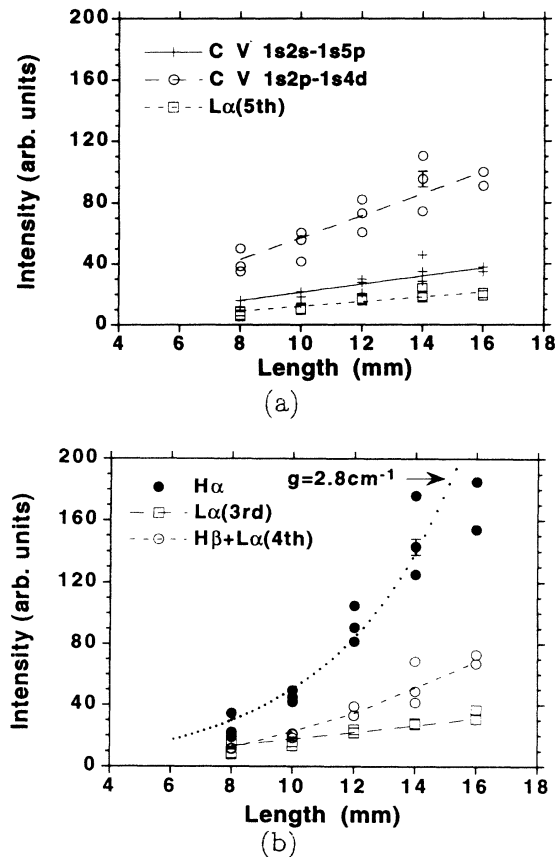 (a)
200
160
120
80
40
0
Intensity (arb. units)
C V 1s2s-1s5p
C V 1s2p-1s4d
Lα(5th)
4 6 8 10 12 14 16 18
Length (mm)
(a)
200
160
120
80
40
0
Intensity (arb. units)
g=2.8cm⁻¹
Hα
Lα(3rd)
Hβ+Lα(4th)
4 6 8 10 12 14 16 18
Length (mm)
(b)